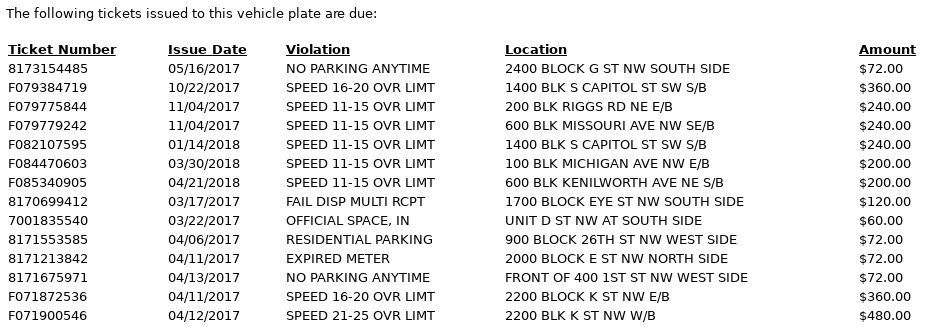 The following tickets issued to this vehicle plate are due:
Ticket Number Issue Date Violation Location Amount
8173154485 05/16/2017 NO PARKING ANYTIME 2400 BLOCK G ST NW SOUTH SIDE $72.00
F079384719 10/22/2017 SPEED 16-20 OVR LIMT 1400 BLK S CAPITOL ST SW S/B $360.00
F079775844 11/04/2017 SPEED 11-15 OVR LIMT 200 BLK RIGGS RD NE E/B $240.00
F079779242 11/04/2017 SPEED 11-15 OVR LIMT 600 BLK MISSOURI AVE NW SE/B $240.00
F082107595 01/14/2018 SPEED 11-15 OVR LIMT 1400 BLK S CAPITOL ST SW S/B $240.00
F084470603 03/30/2018 SPEED 11-15 OVR LIMT 100 BLK MICHIGAN AVE NW E/B $200.00
F085340905 04/21/2018 SPEED 11-15 OVR LIMT 600 BLK KENILWORTH AVE NE S/B $200.00
8170699412 03/17/2017 FAIL DISP MULTI RCPT 1700 BLOCK EYE ST NW SOUTH SIDE $120.00
7001835540 03/22/2017 OFFICIAL SPACE, IN UNIT D ST NW AT SOUTH SIDE $60.00
8171553585 04/06/2017 RESIDENTIAL PARKING 900 BLOCK 26TH ST NW WEST SIDE $72.00
8171213842 04/11/2017 EXPIRED METER 2000 BLOCK E ST NW NORTH SIDE $72.00
8171675971 04/13/2017 NO PARKING ANYTIME FRONT OF 400 1ST ST NW WEST SIDE $72.00
F071872536 04/11/2017 SPEED 16-20 OVR LIMT 2200 BLOCK K ST NW E/B $360.00
F071900546 04/12/2017 SPEED 21-25 OVR LIMT 2200 BLK K ST NW W/B $480.00